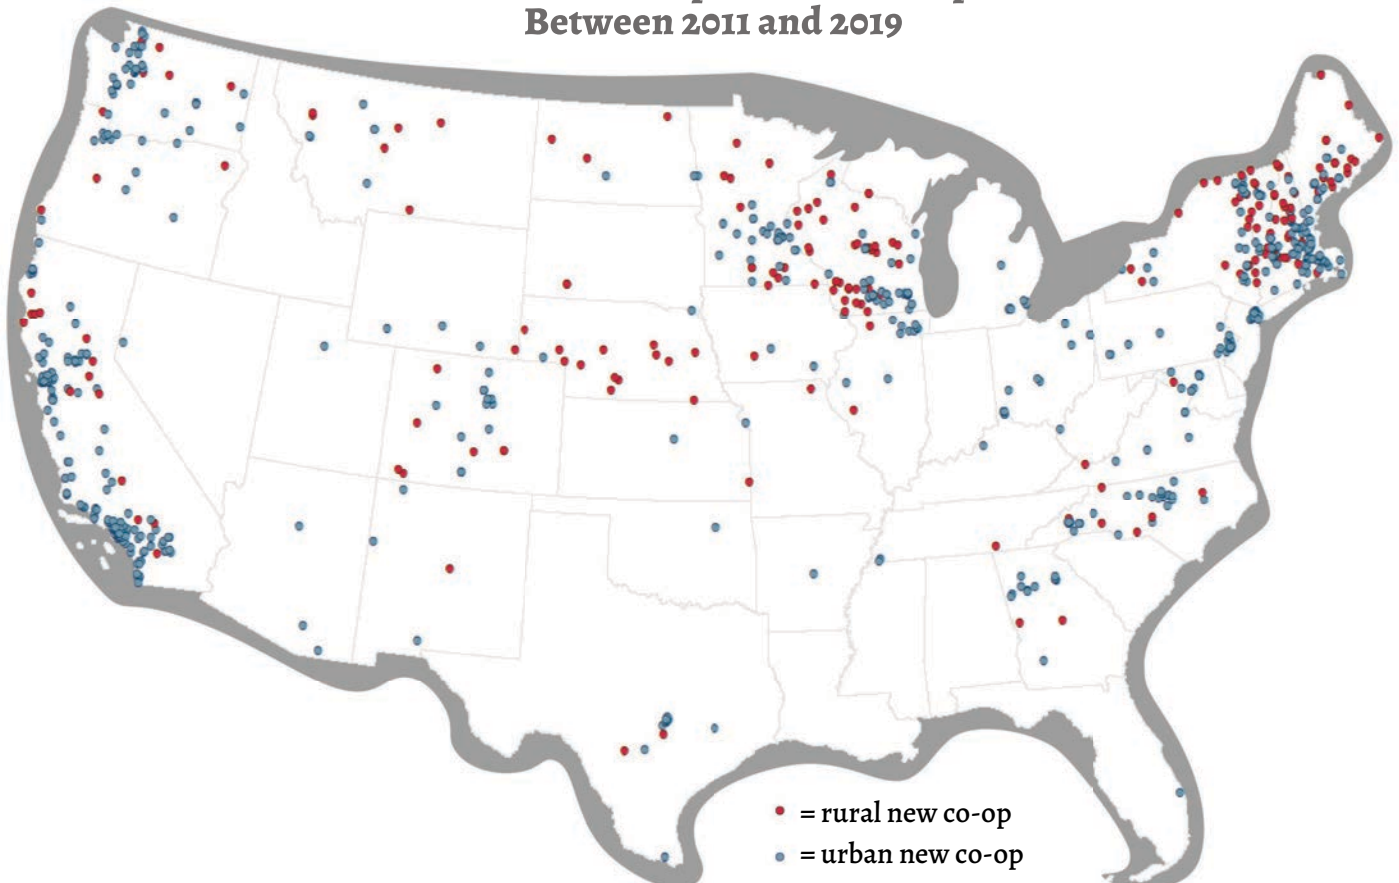 Between 2011 and 2019
= rural new co-op
= urban new co-op